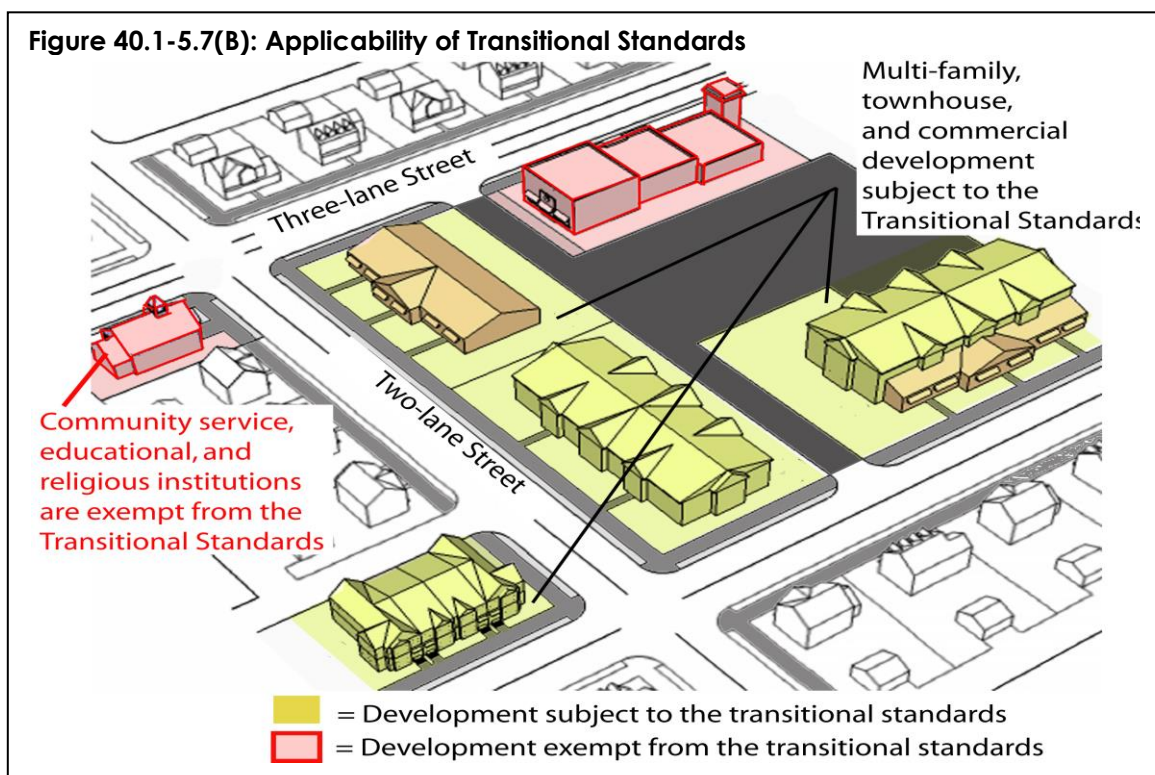 Figure 40.1-5.7(B): Applicability of Transitional Standards
Multi-family,
townhouse,
and commercial
development
subject to the
Transitional Standards
Three-lane Street
Two-lane Street
Community service,
educational, and
religious institutions
are exempt from the
Transitional Standards
= Development subject to the transitional standards
= Development exempt from the transitional standards